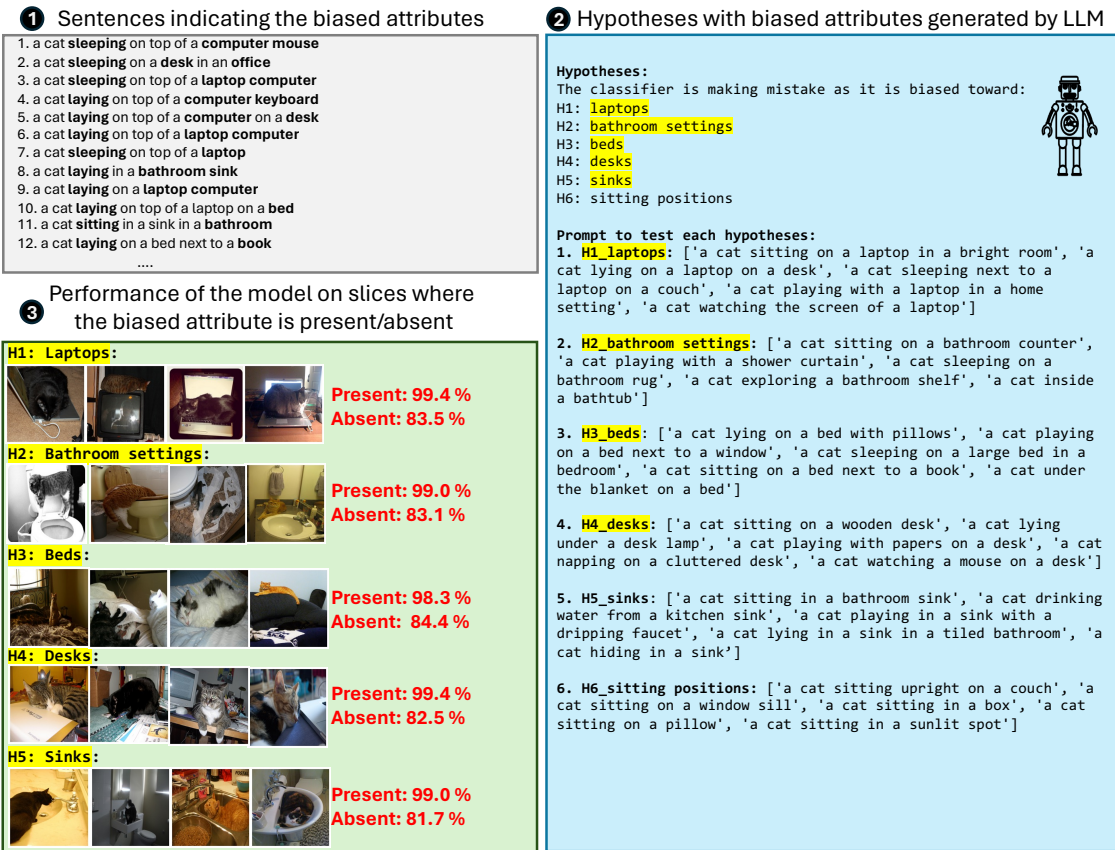 1 Sentences indicating the biased attributes
1. a cat sleeping on top of a computer mouse
2. a cat sleeping on a desk in an office
3. a cat sleeping on top of a laptop computer
4. a cat laying on top of a computer keyboard
5. a cat laying on top of a computer on a desk
6. a cat laying on top of a laptop computer
7. a cat sleeping on top of a laptop
8. a cat laying in a bathroom sink
9. a cat laying on a laptop computer
10. a cat laying on top of a laptop on a bed
11. a cat sitting in a sink in a bathroom
12. a cat laying on a bed next to a book
....
2 Hypotheses with biased attributes generated by LLM
Hypotheses:
The classifier is making mistake as it is biased toward:
H1: laptops
H2: bathroom settings
H3: beds
H4: desks
H5: sinks
H6: sitting positions
Prompt to test each hypotheses:
1. H1_laptops: ['a cat sitting on a laptop in a bright room', 'a
cat lying on a laptop on a desk', 'a cat sleeping next to a
laptop on a couch', 'a cat playing with a laptop in a home
setting', 'a cat watching the screen of a laptop']
2. H2_bathroom settings: ['a cat sitting on a bathroom counter',
'a cat playing with a shower curtain', 'a cat sleeping on a
bathroom rug', 'a cat exploring a bathroom shelf', 'a cat inside
a bathtub']
3. H3_beds: ['a cat lying on a bed with pillows', 'a cat playing
on a bed next to a window', 'a cat sleeping on a large bed in a
bedroom', 'a cat sitting on a bed next to a book', 'a cat under
the blanket on a bed']
4. H4_desks: ['a cat sitting on a wooden desk', 'a cat lying
under a desk lamp', 'a cat playing with papers on a desk', 'a cat
napping on a cluttered desk', 'a cat watching a mouse on a desk']
5. H5_sinks: ['a cat sitting in a bathroom sink', 'a cat drinking
water from a kitchen sink', 'a cat playing in a sink with a
dripping faucet', 'a cat lying in a sink in a tiled bathroom', 'a
cat hiding in a sink’]
6. H6_sitting positions: ['a cat sitting upright on a couch', 'a
cat sitting on a window sill', 'a cat sitting in a box', 'a cat
sitting on a pillow', 'a cat sitting in a sunlit spot']
3 Performance of the model on slices where
the biased attribute is present/absent
H1: Laptops:
Present: 99.4 %
Absent: 83.5 %
H2: Bathroom settings:
Present: 99.0 %
Absent: 83.1 %
H3: Beds:
Present: 98.3 %
Absent: 84.4 %
H4: Desks:
Present: 99.4 %
Absent: 82.5 %
H5: Sinks:
Present: 99.0 %
Absent: 81.7 %